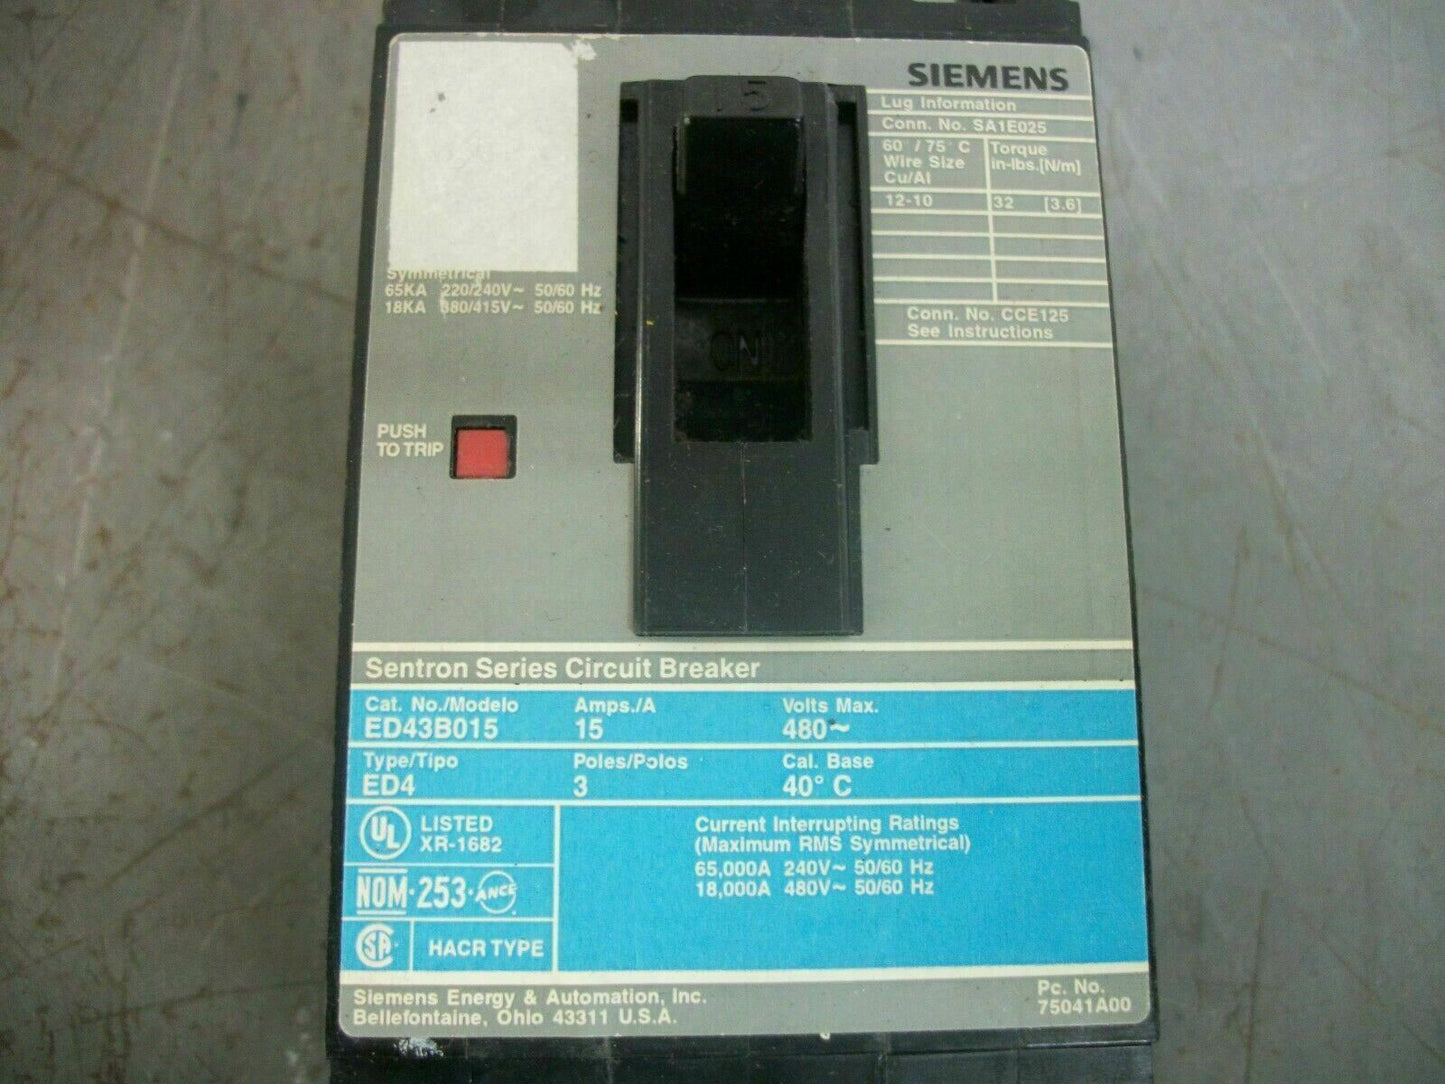 SIEMENS
Lug Information
Conn. No. SA1E025
60° / 75° C
Wire Size
Cu/Al
Torque
in-lbs.[N/m]
12-10 32 [3.6]
Conn. No. CCE125
See Instructions
15
ON
Symmetrical
65KA 220/240V~ 50/60 Hz
18KA 380/415V~ 50/60 Hz
PUSH
TO TRIP
Sentron Series Circuit Breaker
Cat. No./Modelo Amps./A Volts Max.
ED43B015 15 480~
Type/Tipo Poles/Polos Cal. Base
ED4 3 40° C
UL LISTED
XR-1682
NOM-253-ANCE
SA HACR TYPE
Current Interrupting Ratings
(Maximum RMS Symmetrical)
65,000A 240V~ 50/60 Hz
18,000A 480V~ 50/60 Hz
Siemens Energy & Automation, Inc.
Bellefontaine, Ohio 43311 U.S.A.
Pc. No.
75041A00